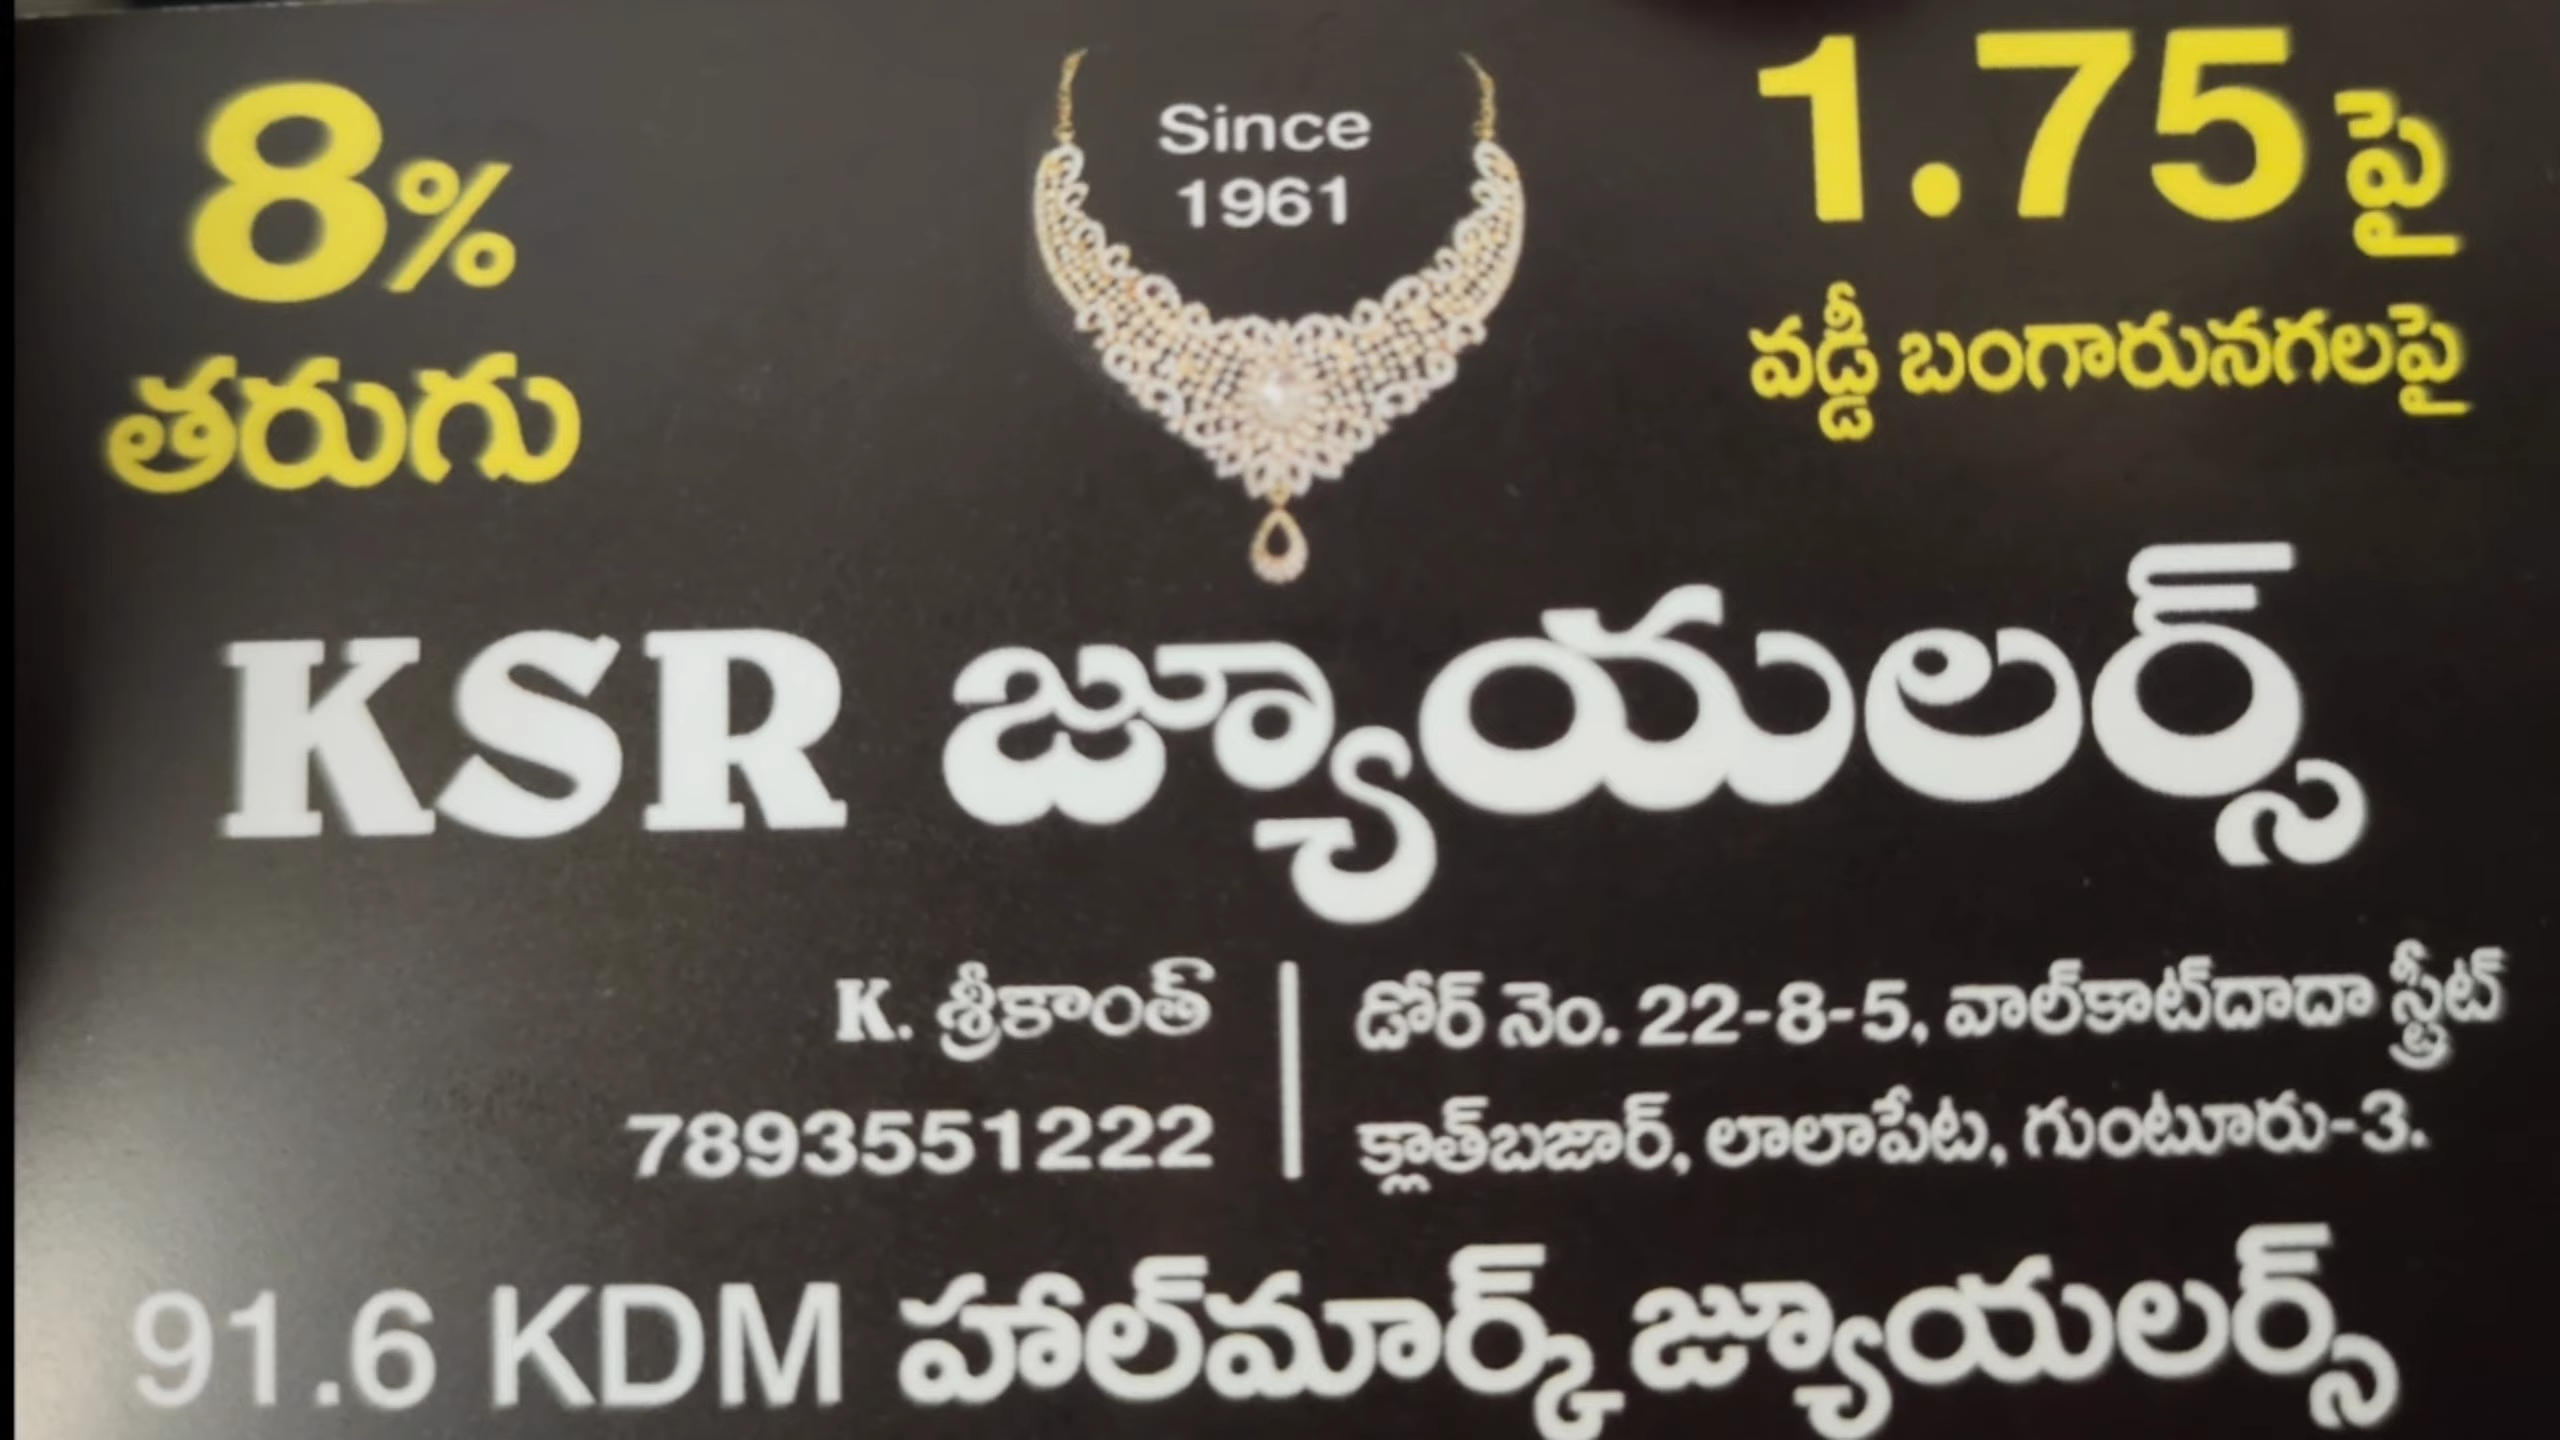 8%
తరుగు
Since
1961
1.75 పై
వడ్డీ బంగారునగలపై
KSR జ్యూయలర్స్
K. శ్రీకాంత్
7893551222
డోర్ నెం. 22-8-5, వాల్‌కాట్‌దాదా స్ట్రీట్
క్లాత్‌బజార్, లాలాపేట, గుంటూరు-3.
91.6 KDM హాల్‌మార్క్ జ్యూయలర్స్